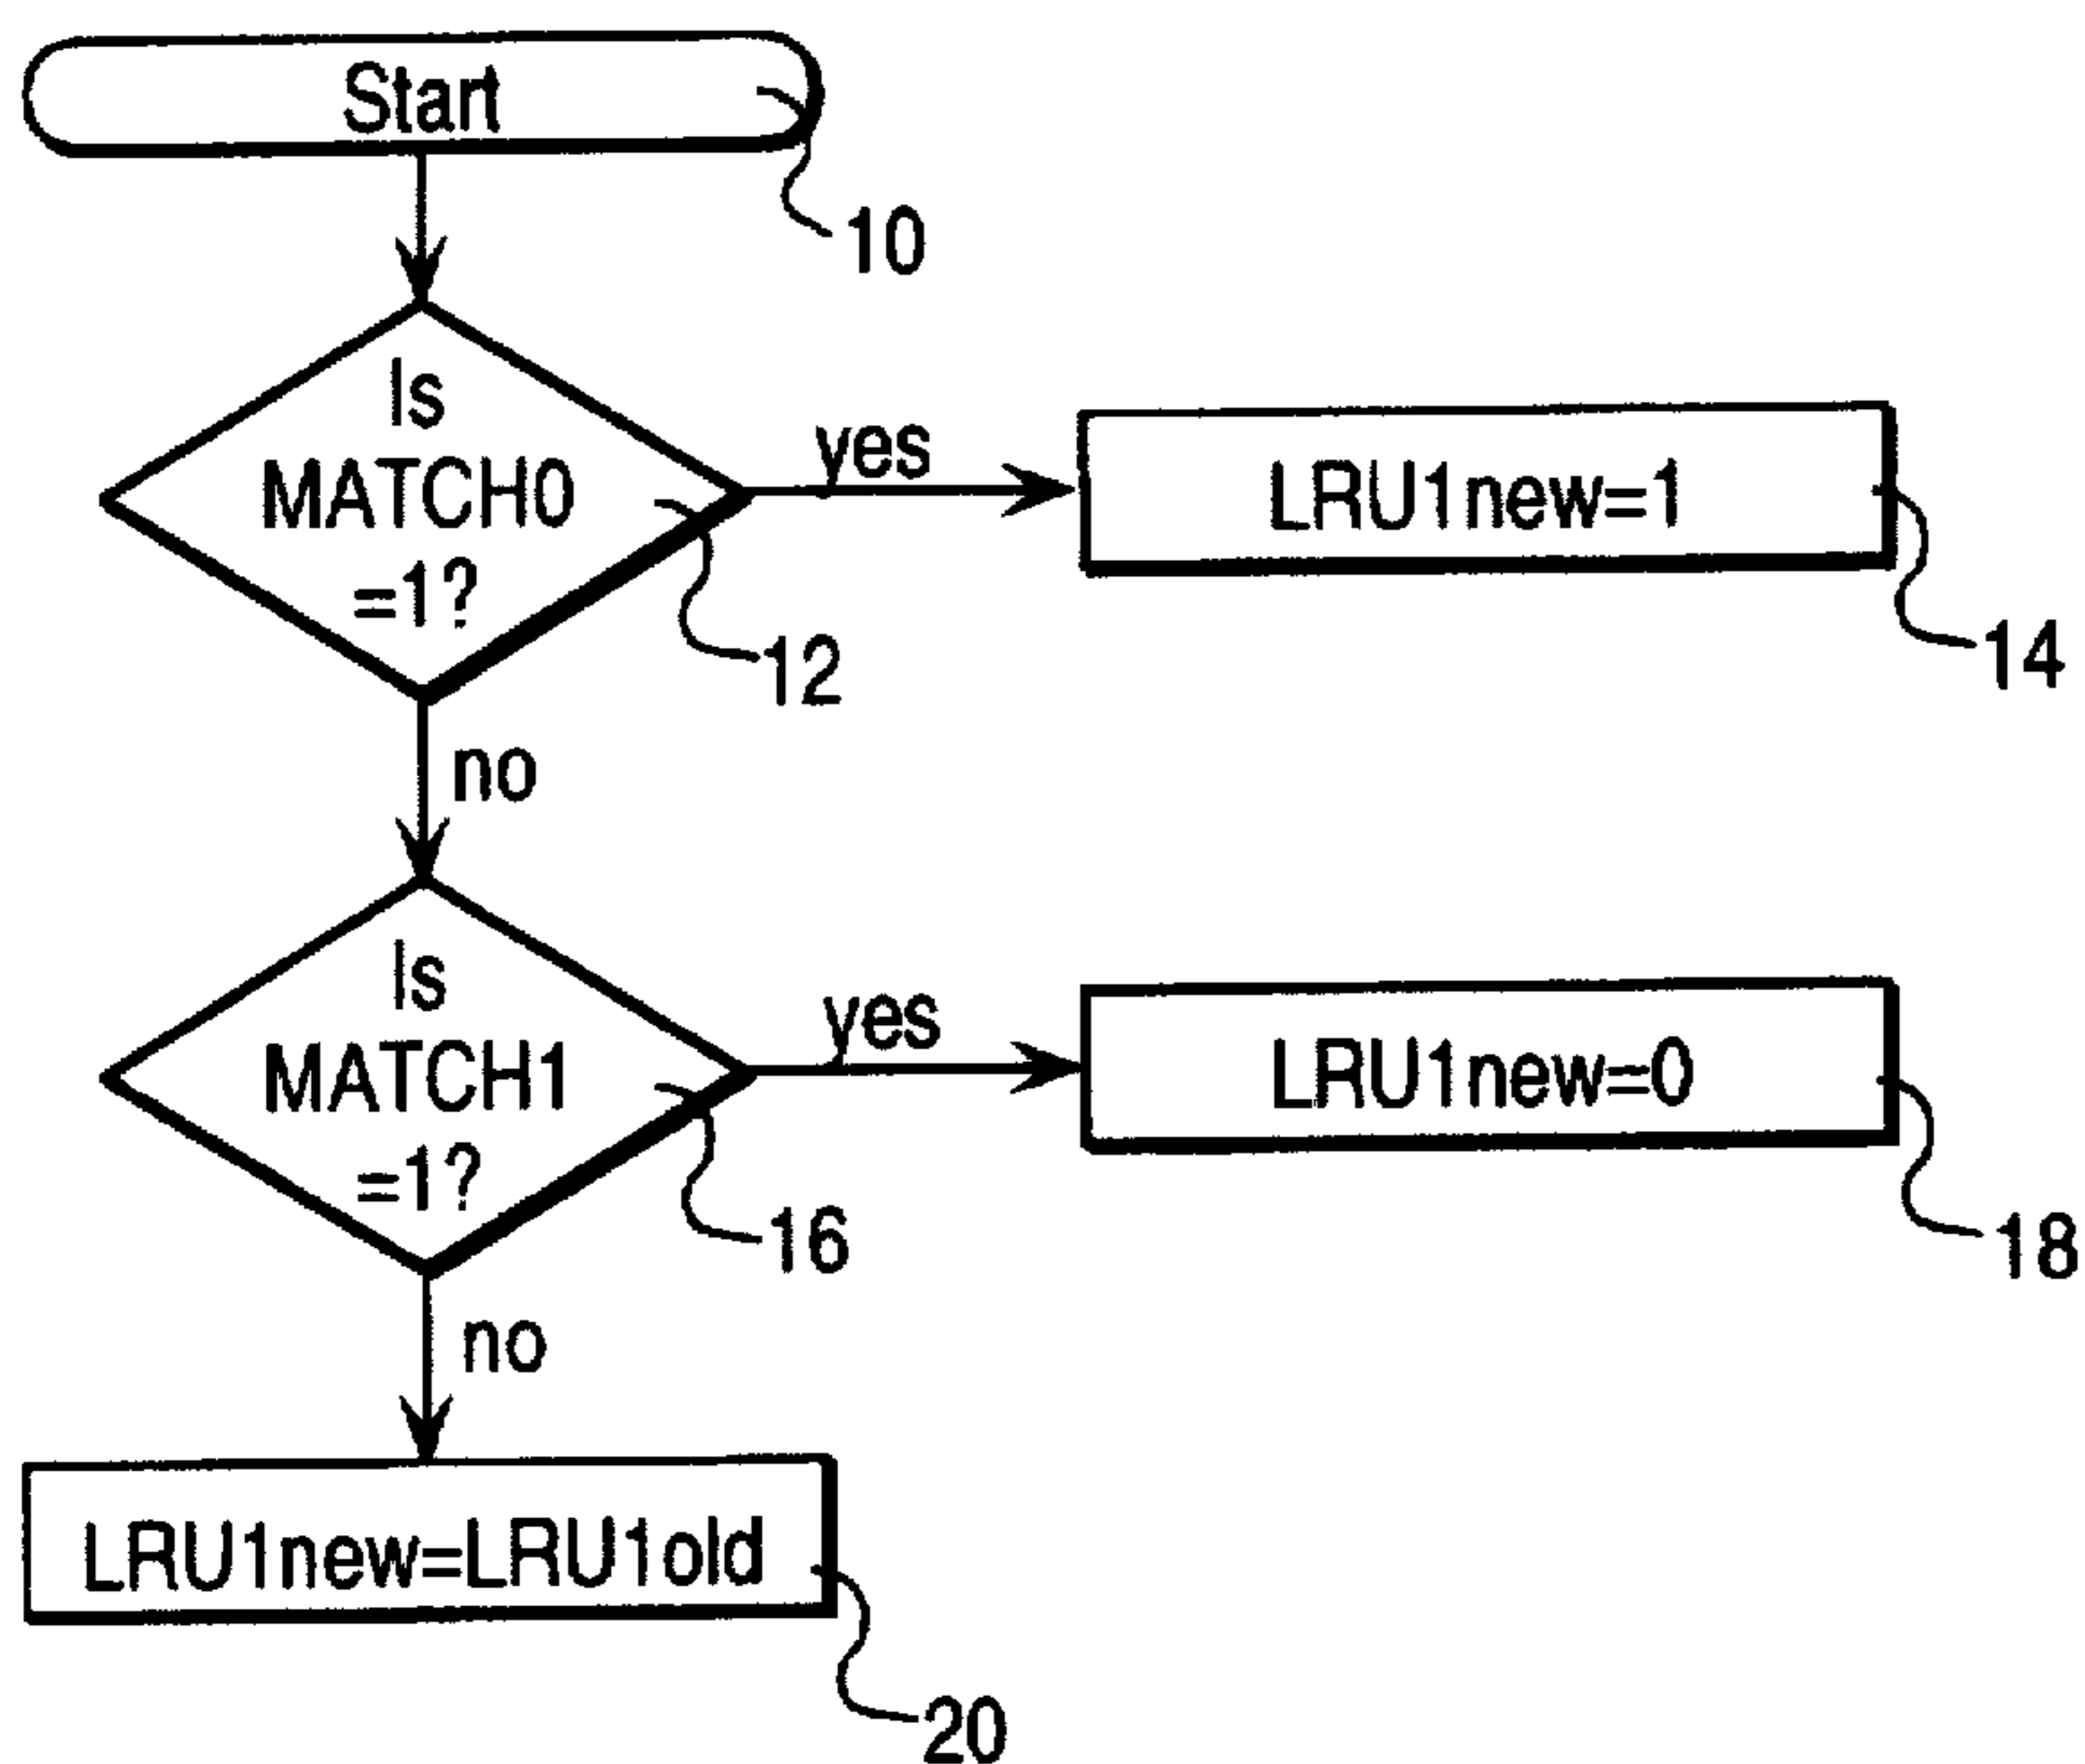 Start
10
Is
MATCH0
=1?
yes
LRU1new=1
12
14
no
Is
MATCH1
=1?
yes
LRU1new=0
16
18
no
LRU1new=LRU1old
20